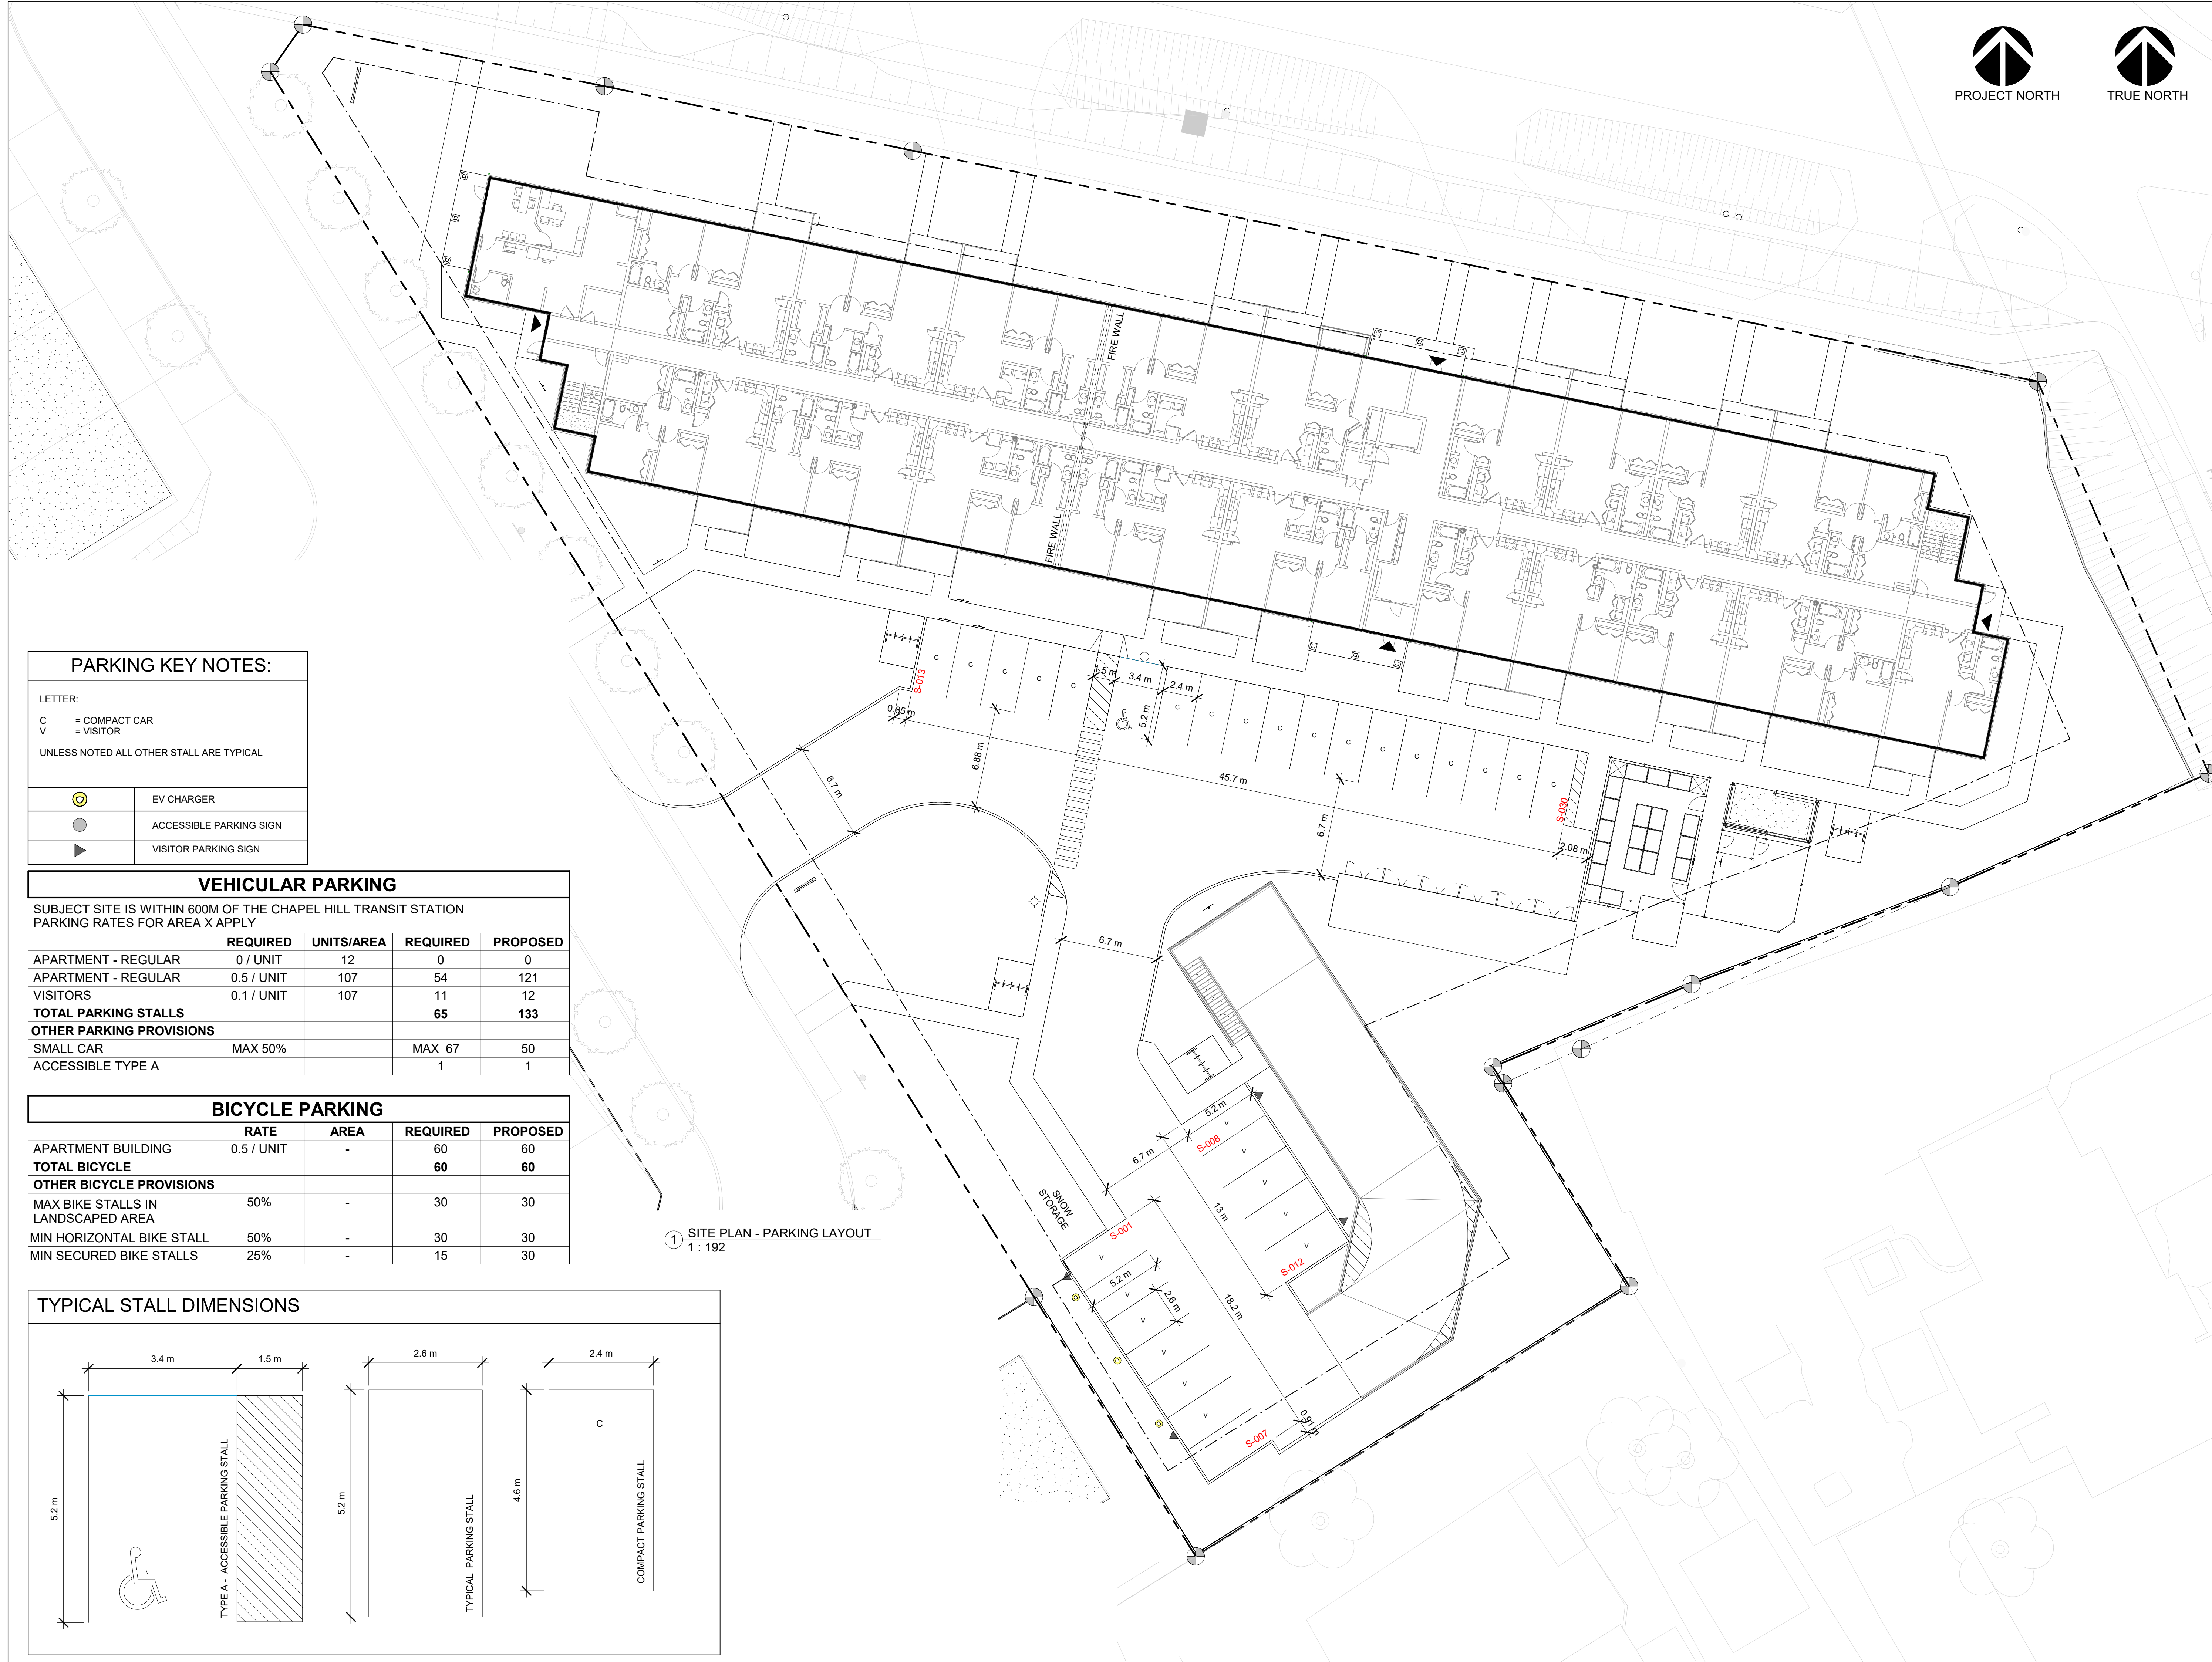 PROJECT NORTH
TRUE NORTH
FIRE WALL
FIRE WALL
S-013
C
C
C
C
C
1.5 m
3.4 m
2.4 m
5.2 m
C
C
C
C
C
C
C
C
C
C
C
C
0.85 m
6.88 m
45.7 m
6.7 m
6.7 m
S-030
2.08 m
6.7 m
5.2 m
S-008
6.7 m
V
V
V
V
V
13 m
S-012
SNOW
STORAGE
S-001
V
5.2 m
V
2.6 m
V
V
V
V
18.2 m
S-007
0.91 m
C
PARKING KEY NOTES:
LETTER:
C = COMPACT CAR
V = VISITOR
UNLESS NOTED ALL OTHER STALL ARE TYPICAL
EV CHARGER
ACCESSIBLE PARKING SIGN
VISITOR PARKING SIGN
VEHICULAR PARKING
SUBJECT SITE IS WITHIN 600M OF THE CHAPEL HILL TRANSIT STATION
PARKING RATES FOR AREA X APPLY
REQUIRED UNITS/AREA REQUIRED PROPOSED
APARTMENT - REGULAR 0 / UNIT 12 0 0
APARTMENT - REGULAR 0.5 / UNIT 107 54 121
VISITORS 0.1 / UNIT 107 11 12
TOTAL PARKING STALLS 65 133
OTHER PARKING PROVISIONS
SMALL CAR MAX 50% MAX 67 50
ACCESSIBLE TYPE A 1 1
BICYCLE PARKING
RATE AREA REQUIRED PROPOSED
APARTMENT BUILDING 0.5 / UNIT - 60 60
TOTAL BICYCLE 60 60
OTHER BICYCLE PROVISIONS
MAX BIKE STALLS IN 50% - 30 30
LANDSCAPED AREA
MIN HORIZONTAL BIKE STALL 50% - 30 30
MIN SECURED BIKE STALLS 25% - 15 30
1 SITE PLAN - PARKING LAYOUT
1 : 192
TYPICAL STALL DIMENSIONS
3.4 m
1.5 m
5.2 m
TYPE A - ACCESSIBLE PARKING STALL
2.6 m
5.2 m
TYPICAL PARKING STALL
2.4 m
4.6 m
C
COMPACT PARKING STALL